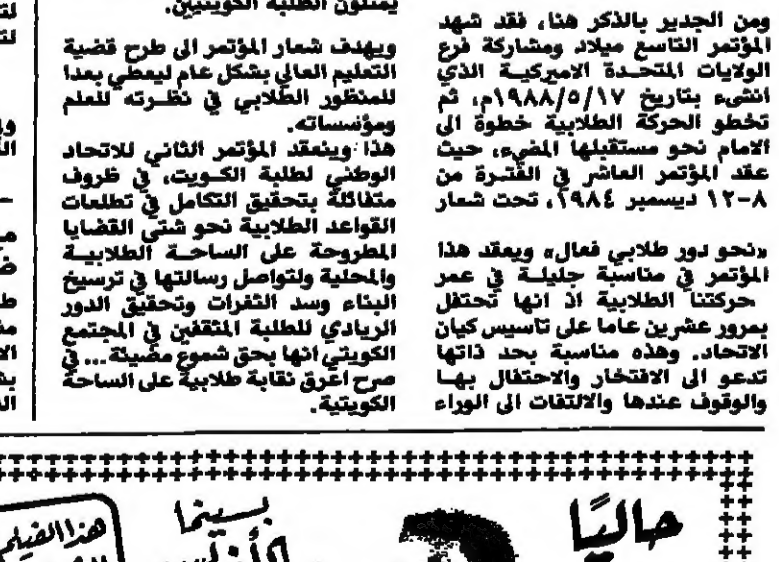 ومن الجدير بالذكر هنا، فقد شهد
المؤتمر التاسع ميلاد ومشاركة فرع
الولايات المتحدة الاميركية الذي
انشىء بتاريخ ١٩٨٨/٥/١٧م، ثم
تخطو الحركة الطلابية خطوة الى
الامام نحو مستقبلها المضيء، حيث
عقد المؤتمر العاشر في الفترة من
٨-١٢ ديسمبر ١٩٨٤، تحت شعار
«نحو دور طلابي فعال» ويعقد هذا
المؤتمر في مناسبة جليلة في عمر
حركتنا الطلابية اذ انها تحتفل
بمرور عشرين عاما على تاسيس كيان
الاتحاد. وهذه مناسبة بحد ذاتها
تدعو الى الافتخار والاحتفال بها
والوقوف عندها والالتفات الى الوراء
يمثلون الطلبة الكويتيين.
ويهدف شعار المؤتمر الى طرح قضية
التعليم العالي بشكل عام ليعطي بعدا
للمنظور الطلابي في نظرته للعلم
ومؤسساته.
هذا وينعقد المؤتمر الثاني للاتحاد
الوطني لطلبة الكويت، في ظروف
متفائلة بتحقيق التكامل في تطلعات
القواعد الطلابية نحو شتى القضايا
المطروحة على الساحة الطلابية
والمحلية ولتواصل رسالتها في ترسيخ
البناء وسد الثغرات وتحقيق الدور
الريادي للطلبة المثقفين في المجتمع
الكويتي انها بحق شموع مضيئة... في
صرح اعرق نقابة طلابية على الساحة
الكويتية.
حاليًا
بسينما
هذا الفيلم